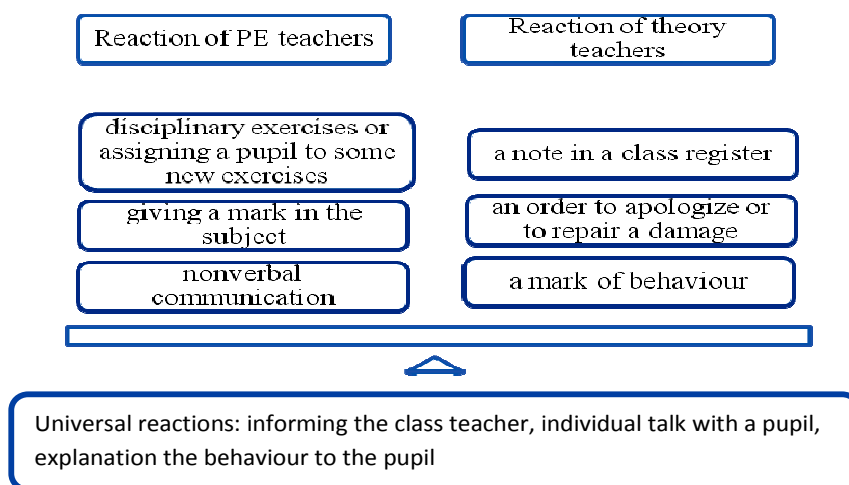 Reaction of PE teachers
Reaction of theory
teachers
disciplinary exercises or
assigning a pupil to some
new exercises
giving a mark in the
subject
nonverbal
communication
a note in a class register
an order to apologize or
to repair a damage
a mark of behaviour
Universal reactions: informing the class teacher, individual talk with a pupil,
explanation the behaviour to the pupil